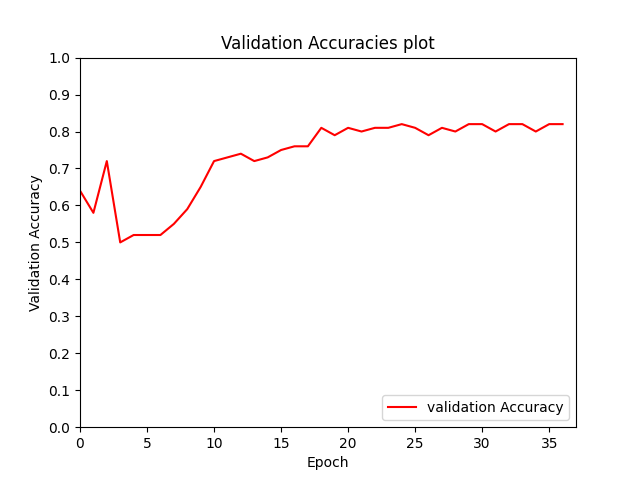 Validation Accuracies plot
1.0
0.9
0.8
0.7
0.6
0.5
0.4
0.3
0.2
0.1
0.0
Validation Accuracy
validation Accuracy
0 5 10 15 20 25 30 35
Epoch